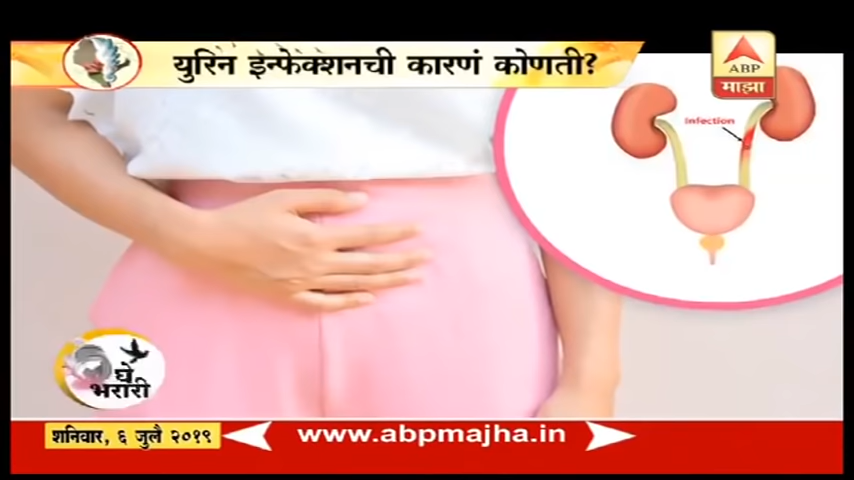 युरिन इन्फेक्शनची कारणं कोणती?
ABP
माझा
Infection
घे
भरारी
शनिवार, ६ जुलै २०१९
www.abpmajha.in